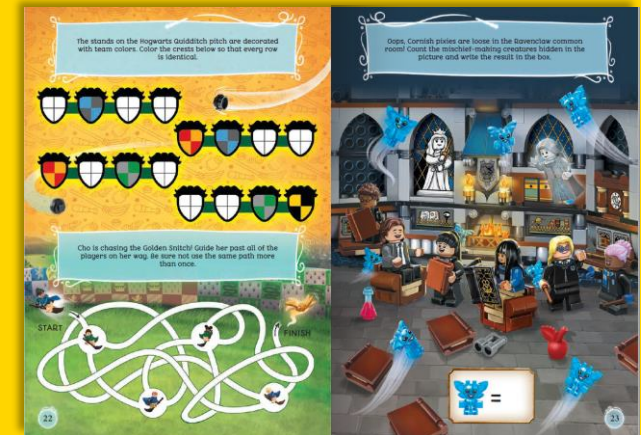 The stands on the Hogwarts Quidditch pitch are decorated
with team colors. Color the crests below so that every row
is identical.
Cho is chasing the Golden Snitch! Guide her past all of the
players on her way. Be sure not use the same path more
than once.
START
FINISH
22
Oops, Cornish pixies are loose in the Ravenclaw common
room! Count the mischief-making creatures hidden in the
picture and write the result in the box.
=
23